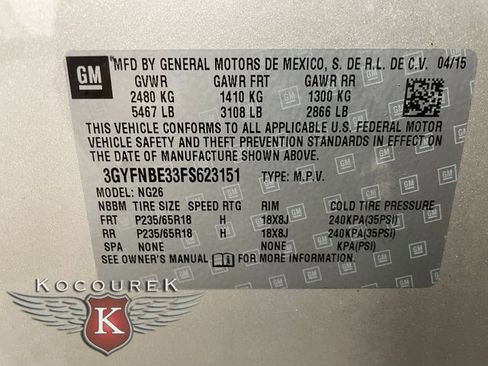 GM MFD BY GENERAL MOTORS DE MEXICO, S. DE R.L. DE C.V. 04/15
GVWR GAWR FRT GAWR RR
2480 KG 1410 KG 1300 KG
5467 LB 3108 LB 2866 LB
THIS VEHICLE CONFORMS TO ALL APPLICABLE U.S. FEDERAL MOTOR
VEHICLE SAFETY AND THEFT PREVENTION STANDARDS IN EFFECT ON
THE DATE OF MANUFACTURE SHOWN ABOVE.
3GYFNBE33FS623151 TYPE: M.P.V.
MODEL: NG26
NBBM TIRE SIZE SPEED RTG RIM COLD TIRE PRESSURE
FRT P235/65R18 H 18X8J 240KPA(35PSI)
RR P235/65R18 H 18X8J 240KPA(35PSI)
SPA NONE NONE KPA(PSI)
SEE OWNER'S MANUAL FOR MORE INFORMATION.
KOCOUREK
K